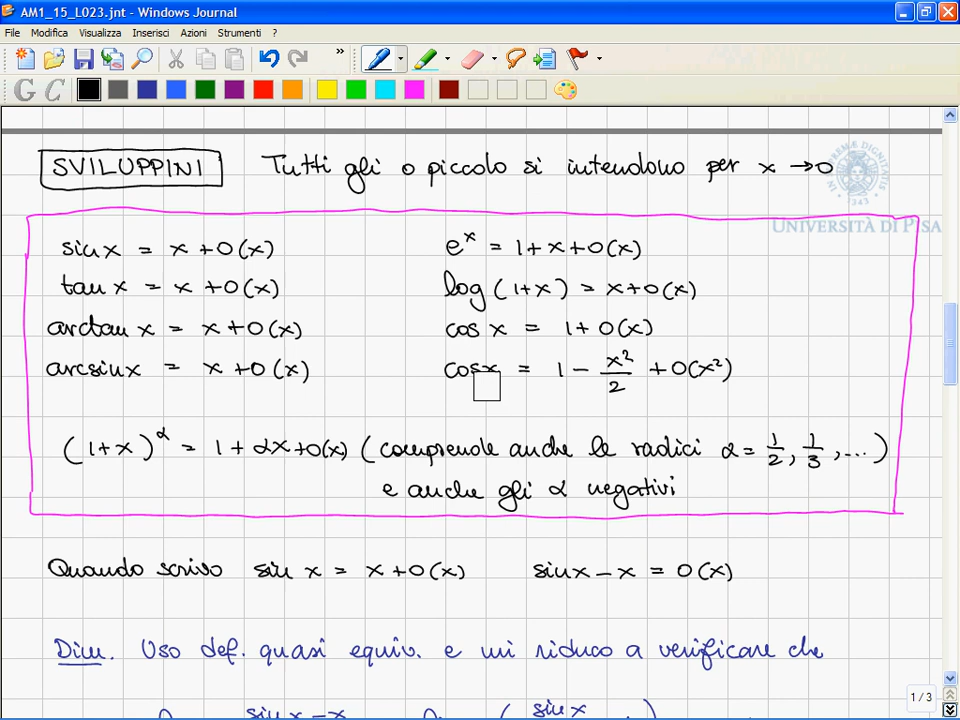 AM1_15_L023.jnt - Windows Journal
File Modifica Visualizza Inserisci Azioni Strumenti ?
G C
SVILUPPINI Tutti gli o piccolo si intendono per x → 0
UNIVERSITÀ DI PISA
sin x = x + o(x) e^x = 1 + x + o(x)
tan x = x + o(x) log (1+x) = x + o(x)
arctan x = x + o(x) cos x = 1 + o(x)
arcsin x = x + o(x) cos x = 1 - x²/2 + o(x²)
(1+x)^α = 1 + αx + o(x) (comprende anche le radici α = 1/2, 1/3, ...)
e anche gli α negativi
Quando scrivo sin x = x + o(x) sin x - x = o(x)
Dim. Uso def. quasi equiv. e mi riduco a verificare che
sin x - x sin x
1 / 3